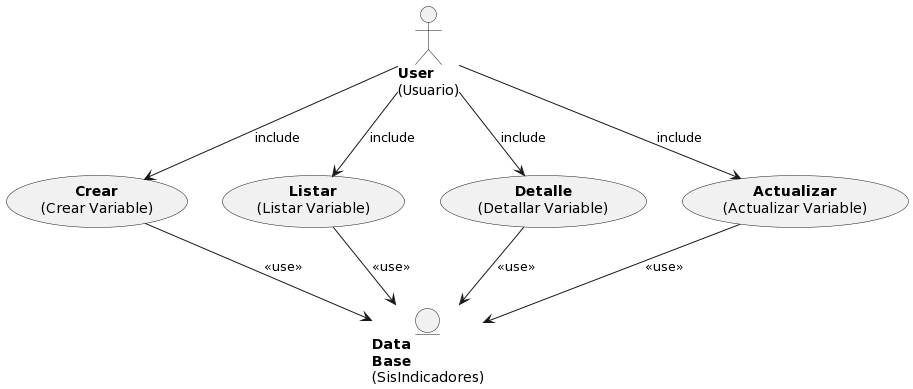 User
(Usuario)
include
include
include
include
Crear
(Crear Variable)
Listar
(Listar Variable)
Detalle
(Detallar Variable)
Actualizar
(Actualizar Variable)
«use»
«use»
«use»
«use»
Data
Base
(SisIndicadores)